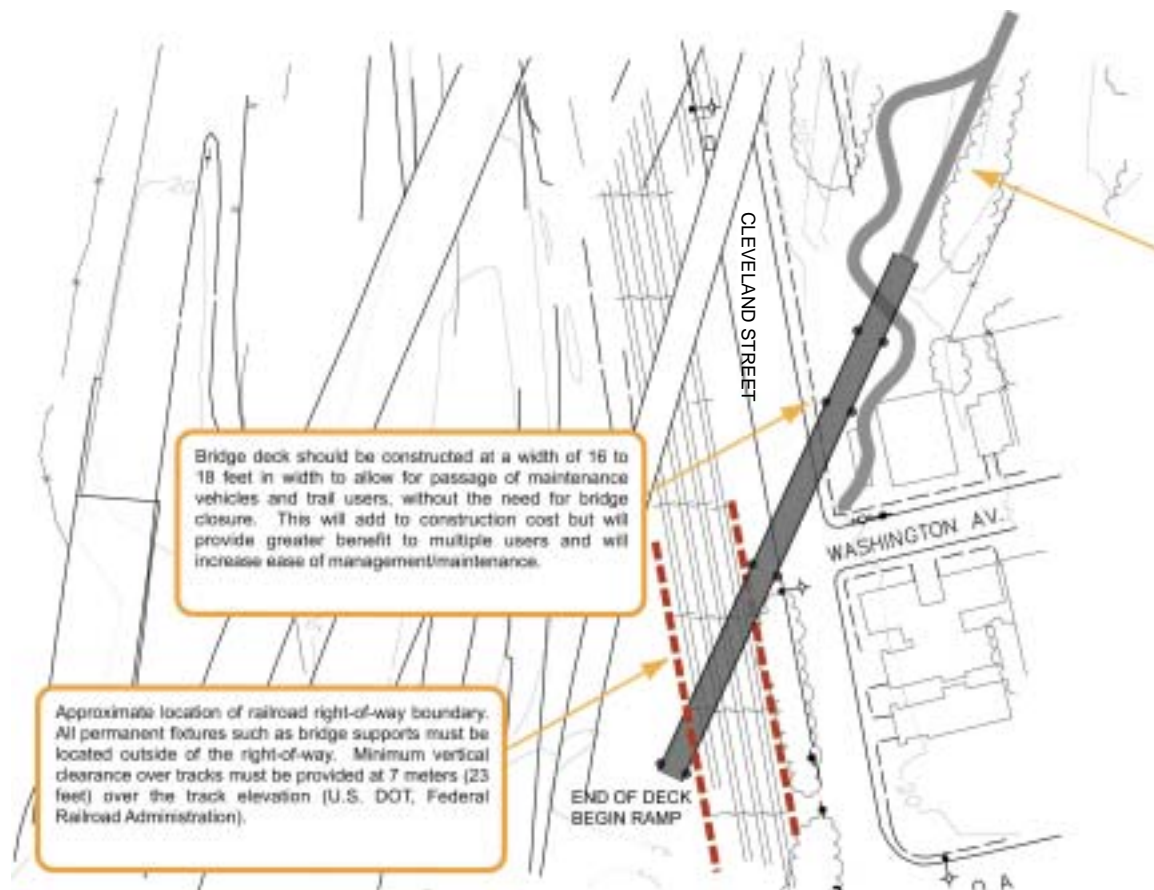 CLEVELAND STREET
Bridge deck should be constructed at a width of 16 to
18 feet in width to allow for passage of maintenance
vehicles and trail users, without the need for bridge
closure. This will add to construction cost but will
provide greater benefit to multiple users and will
increase ease of management/maintenance.
WASHINGTON AV.
Approximate location of railroad right-of-way boundary.
All permanent fixtures such as bridge supports must be
located outside of the right-of-way. Minimum vertical
clearance over tracks must be provided at 7 meters (23
feet) over the track elevation (U.S. DOT, Federal
Railroad Administration).
END OF DECK
BEGIN RAMP
20